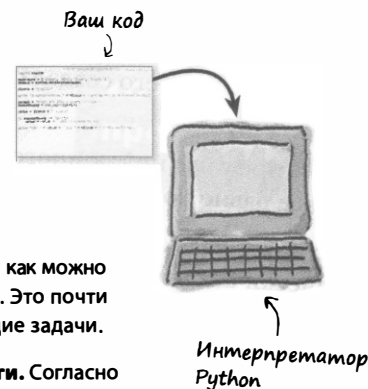 Ваш код
как можно
. Это почти
ие задачи.
ти. Согласно
Интерпретатор
Python